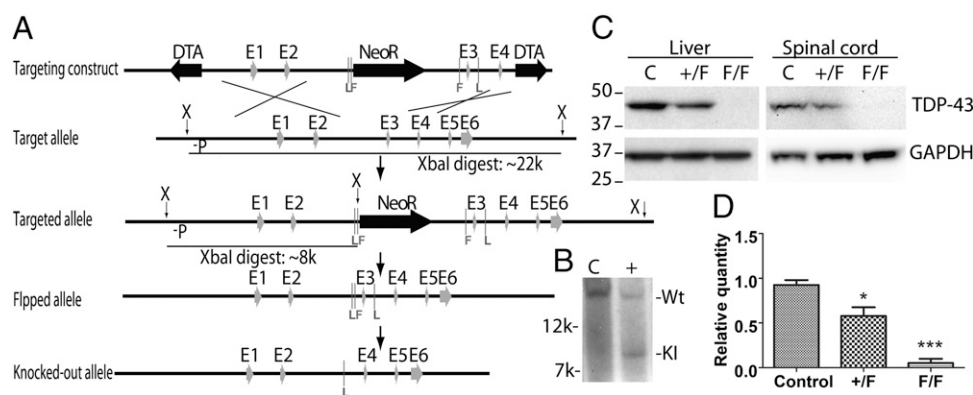 A
DTA E1 E2 NeoR E3 E4 DTA
Targeting construct
LF F L
X E1 E2 E3 E4 E5E6 X
Target allele
-P
XbaI digest: ~22k
X X NeoR X
E1 E2 E3 E4 E5E6
Targeted allele
-P LF F L
XbaI digest: ~8k
E1 E2 E3 E4 E5E6
Flpped allele
LF L
E1 E2 E4 E5E6
Knocked-out allele
L
B
C +
-Wt
12k-
-KI
7k-
C
Liver Spinal cord
C +/F F/F C +/F F/F
50
TDP-43
37
37
GAPDH
25
D
Relative quantity
1.5
1.0
0.5
0.0
*
***
Control +/F F/F